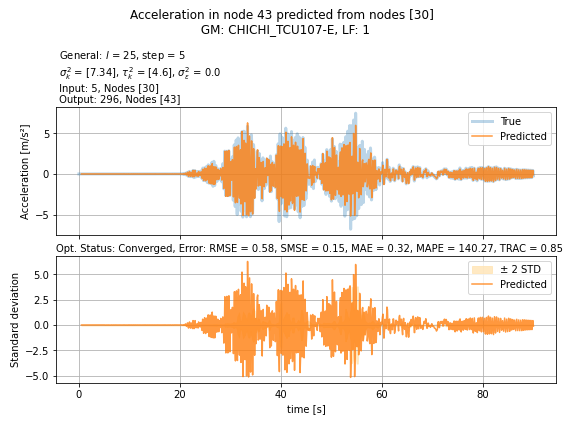 Acceleration in node 43 predicted from nodes [30]
GM: CHICHI_TCU107-E, LF: 1
General: l = 25, step = 5
σ²ₖ = [7.34], τ²ₖ = [4.6], σ²ε = 0.0
Input: 5, Nodes [30]
Output: 296, Nodes [43]
Acceleration [m/s²]
5
0
−5
True
Predicted
Opt. Status: Converged, Error: RMSE = 0.58, SMSE = 0.15, MAE = 0.32, MAPE = 140.27, TRAC = 0.85
Standard deviation
5.0
2.5
0.0
−2.5
−5.0
± 2 STD
Predicted
0 20 40 60 80
time [s]